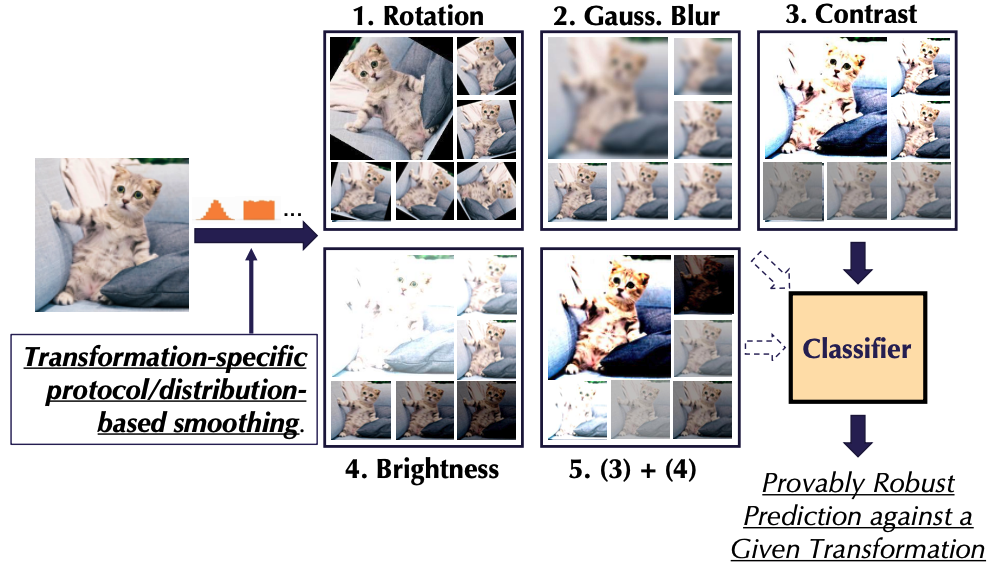 1. Rotation
2. Gauss. Blur
3. Contrast
...
Transformation-specific
protocol/distribution-
based smoothing.
Classifier
4. Brightness
5. (3) + (4)
Provably Robust
Prediction against a
Given Transformation